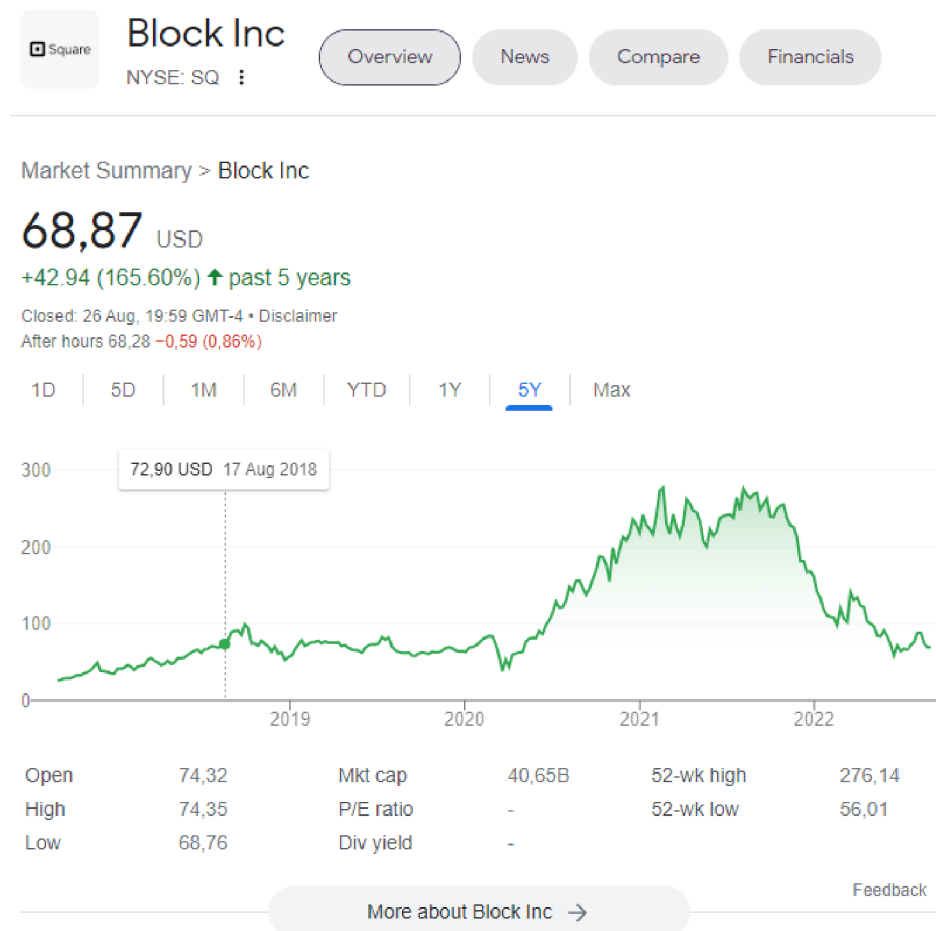 Square
Block Inc
NYSE: SQ
Overview
News
Compare
Financials
Market Summary > Block Inc
68,87 USD
+42.94 (165.60%) ↑ past 5 years
Closed: 26 Aug, 19:59 GMT-4 • Disclaimer
After hours 68,28 −0,59 (0,86%)
1D 5D 1M 6M YTD 1Y 5Y Max
72,90 USD 17 Aug 2018
300
200
100
0
2019 2020 2021 2022
Open 74,32 Mkt cap 40,65B 52-wk high 276,14
High 74,35 P/E ratio - 52-wk low 56,01
Low 68,76 Div yield -
Feedback
More about Block Inc →